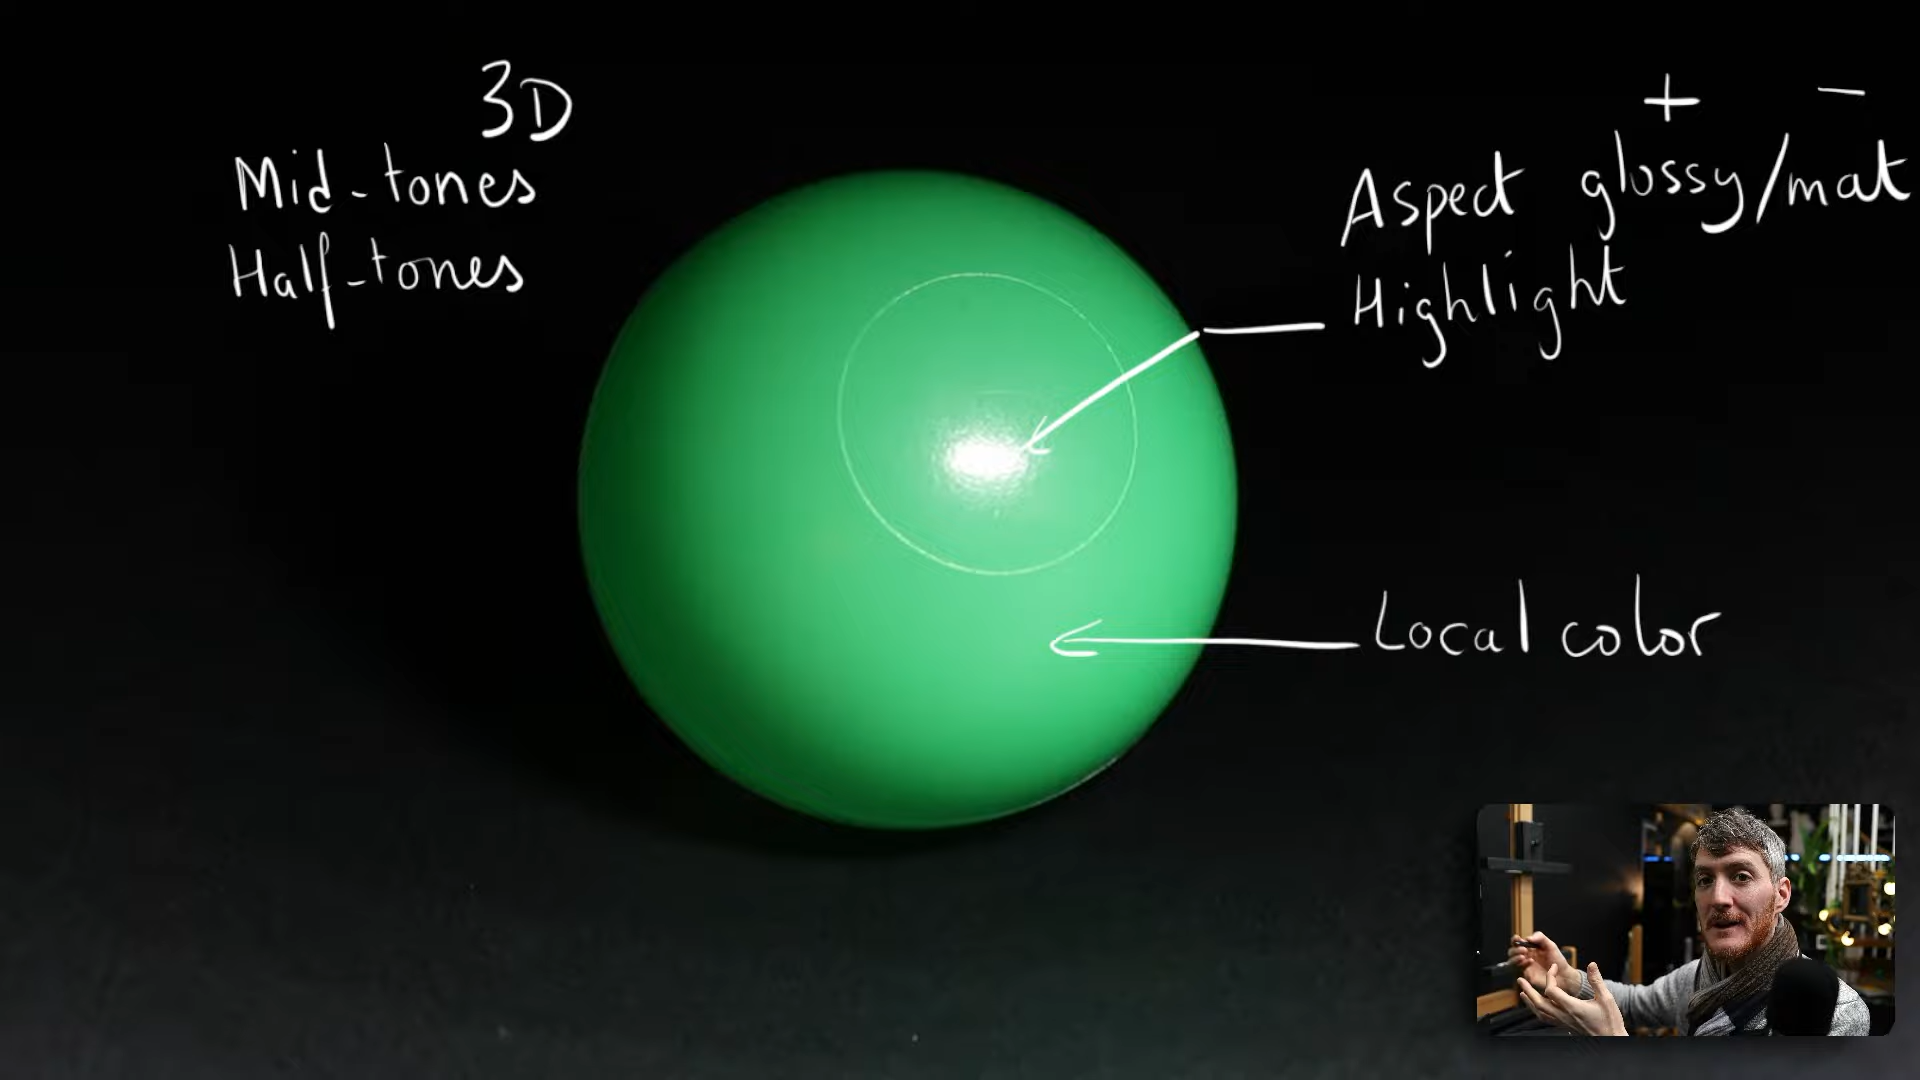 3D
Mid-tones
Half-tones
+ -
Aspect glossy/mat
Highlight
Local color